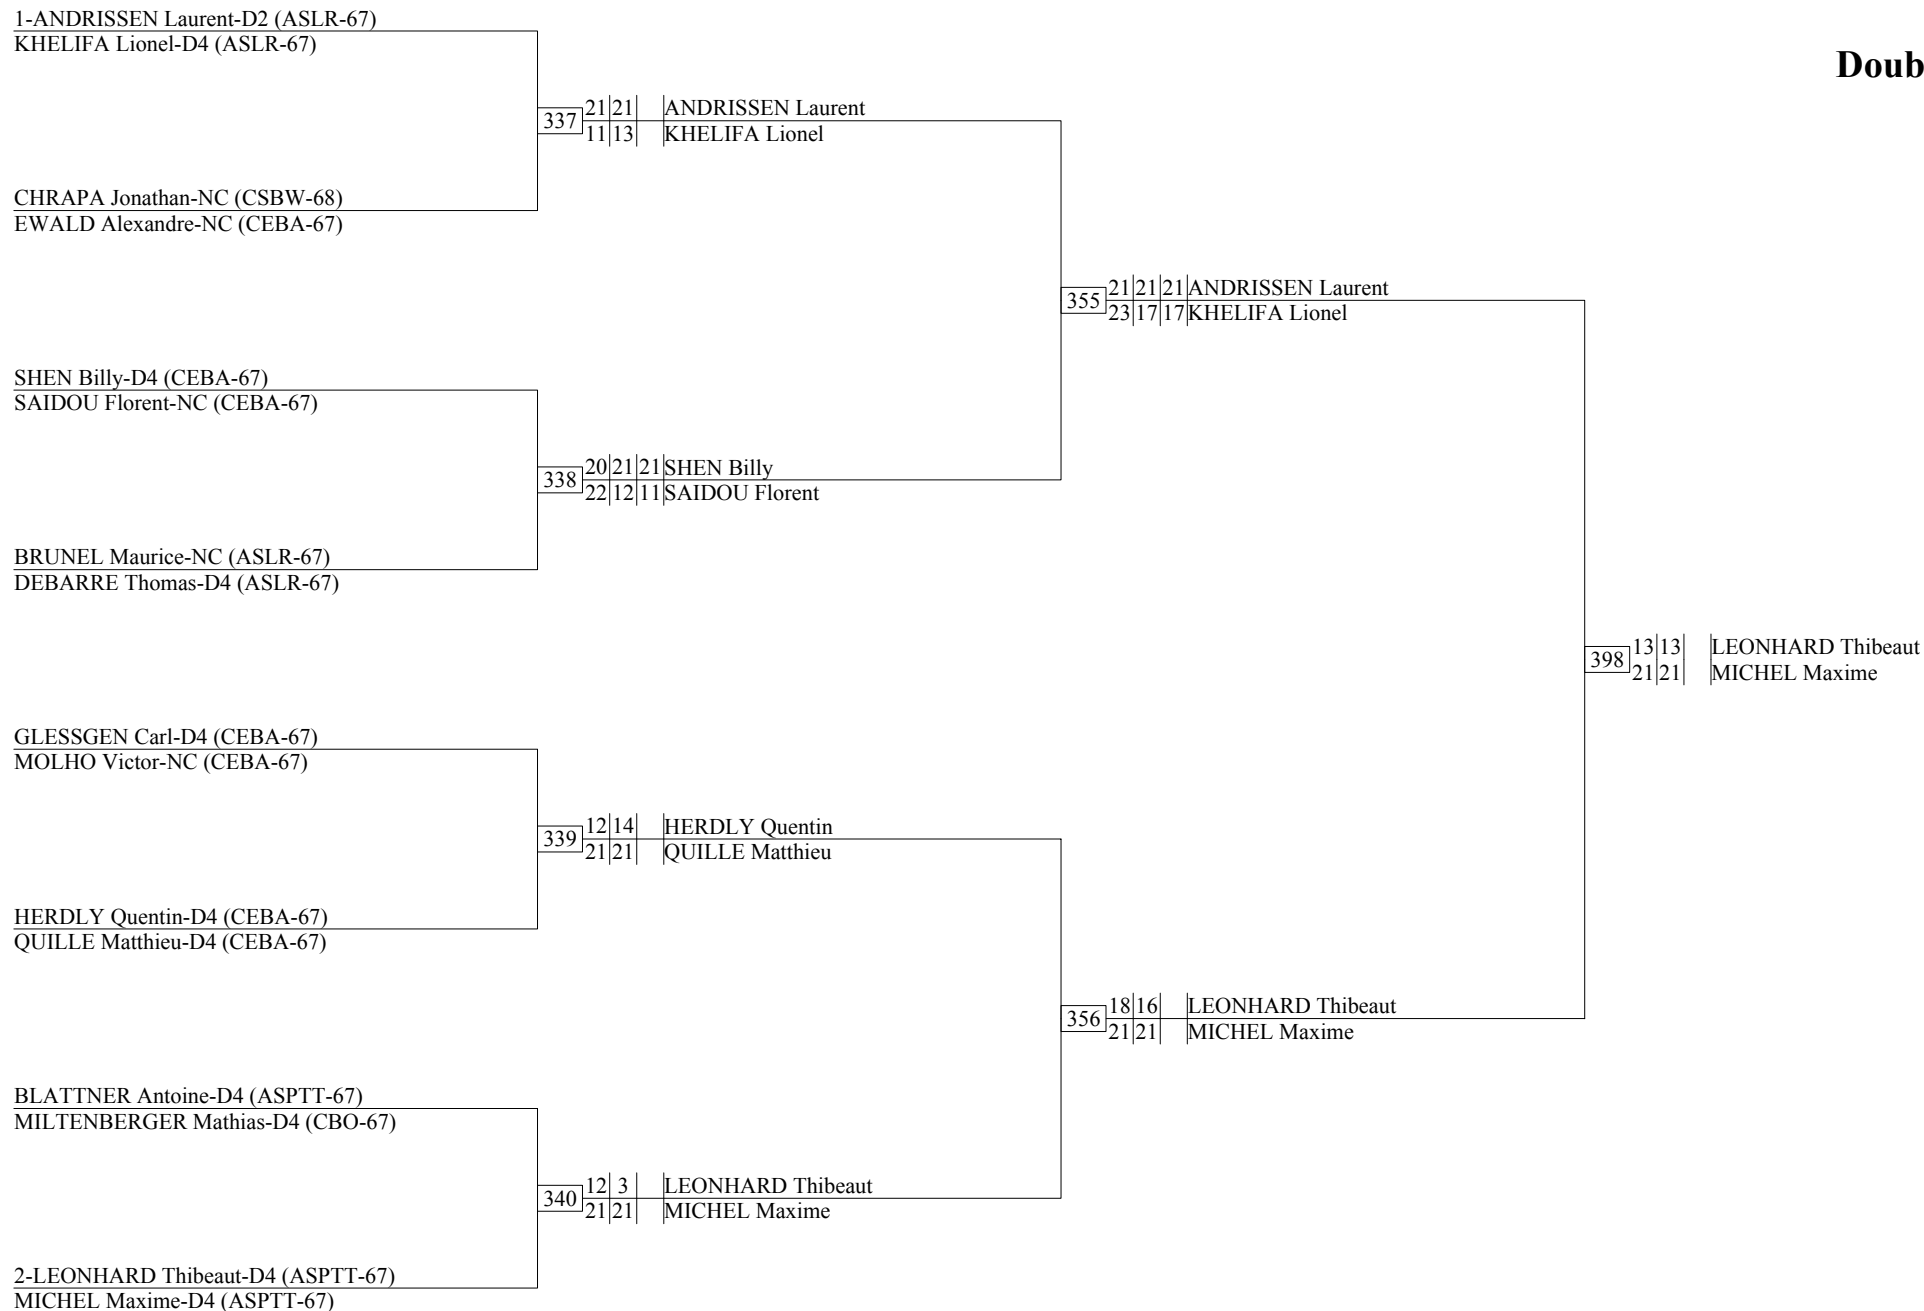 1-ANDRISSEN Laurent-D2 (ASLR-67)
KHELIFA Lionel-D4 (ASLR-67)
Doub
337 21 21 ANDRISSEN Laurent
11 13 KHELIFA Lionel
CHRAPA Jonathan-NC (CSBW-68)
EWALD Alexandre-NC (CEBA-67)
355 21 21 21 ANDRISSEN Laurent
23 17 17 KHELIFA Lionel
SHEN Billy-D4 (CEBA-67)
SAIDOU Florent-NC (CEBA-67)
338 20 21 21 SHEN Billy
22 12 11 SAIDOU Florent
BRUNEL Maurice-NC (ASLR-67)
DEBARRE Thomas-D4 (ASLR-67)
398 13 13 LEONHARD Thibeaut
21 21 MICHEL Maxime
GLESSGEN Carl-D4 (CEBA-67)
MOLHO Victor-NC (CEBA-67)
339 12 14 HERDLY Quentin
21 21 QUILLE Matthieu
HERDLY Quentin-D4 (CEBA-67)
QUILLE Matthieu-D4 (CEBA-67)
356 18 16 LEONHARD Thibeaut
21 21 MICHEL Maxime
BLATTNER Antoine-D4 (ASPTT-67)
MILTENBERGER Mathias-D4 (CBO-67)
340 12 3 LEONHARD Thibeaut
21 21 MICHEL Maxime
2-LEONHARD Thibeaut-D4 (ASPTT-67)
MICHEL Maxime-D4 (ASPTT-67)